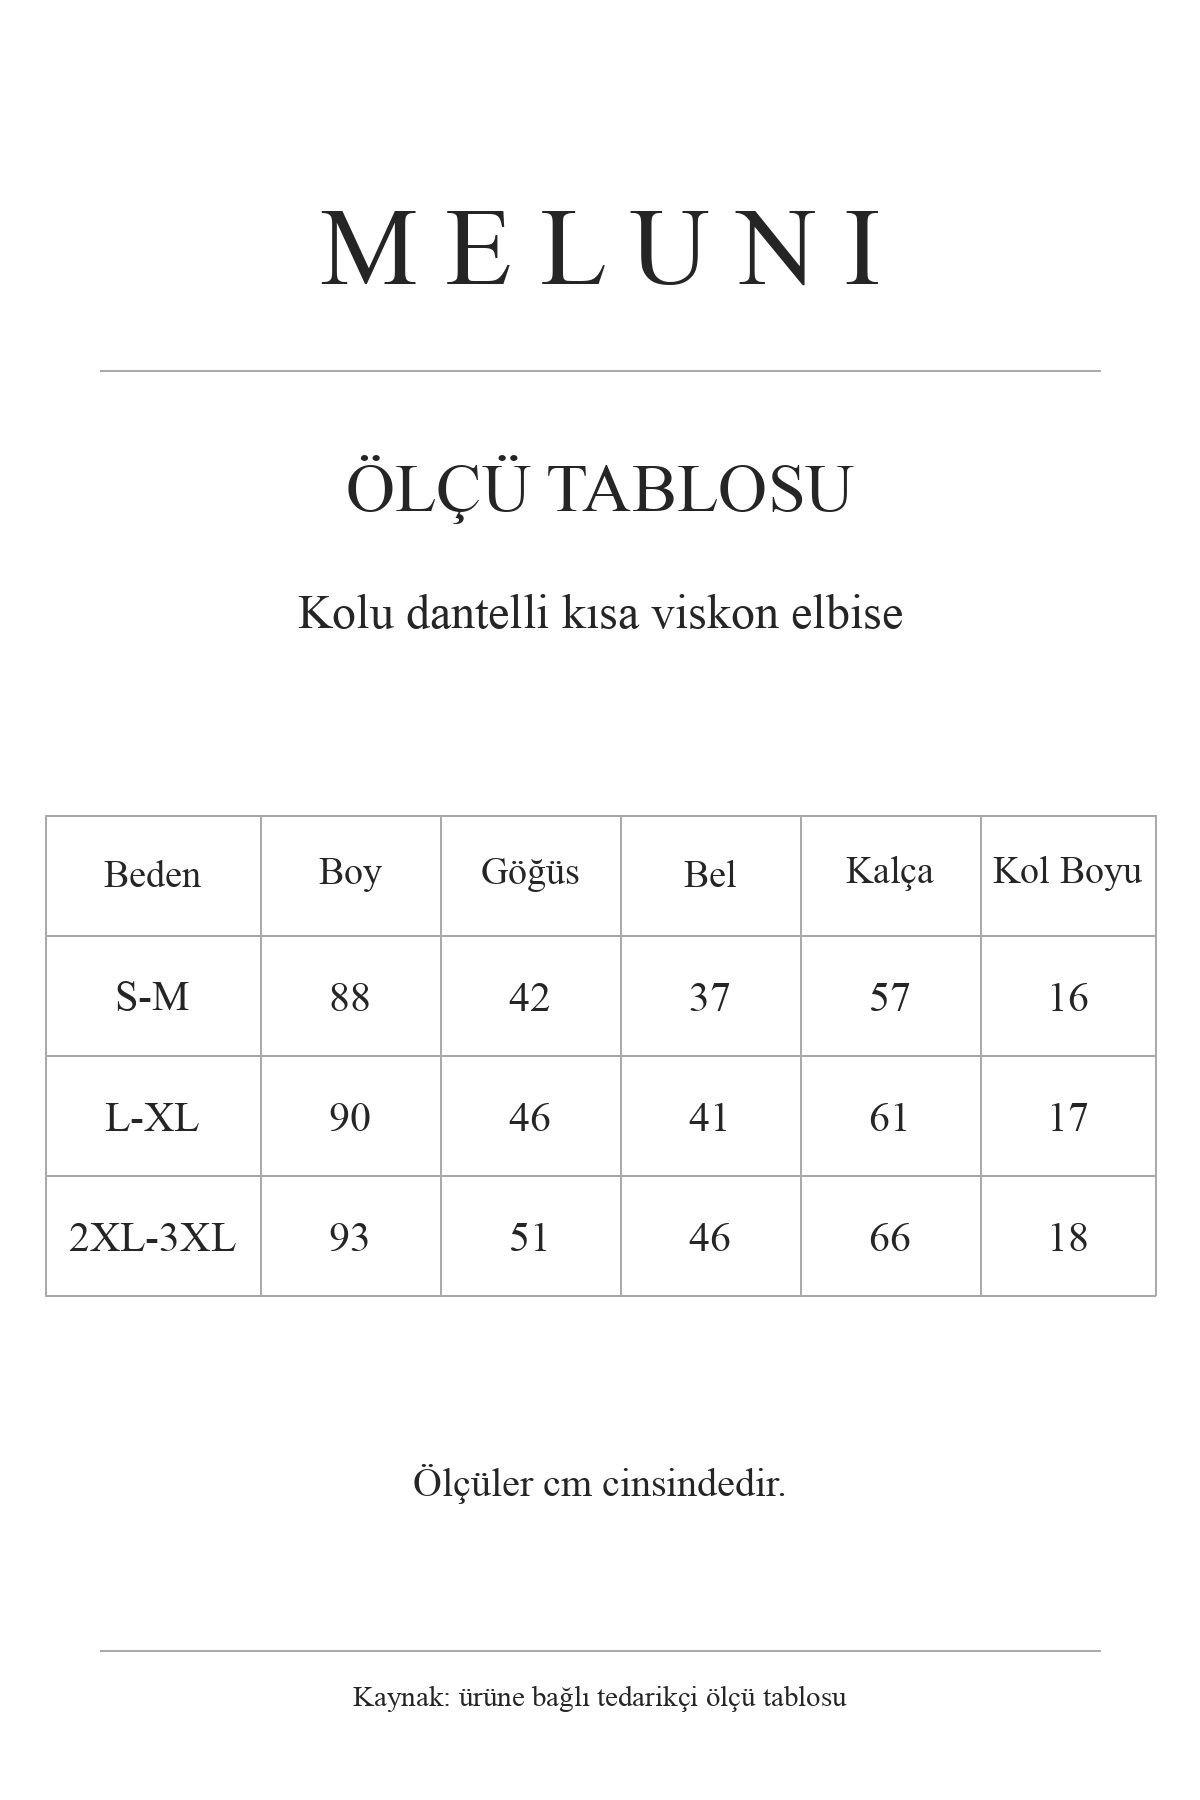 MELUNI
ÖLÇÜ TABLOSU
Kolu dantelli kısa viskon elbise
Beden Boy Göğüs Bel Kalça Kol Boyu
S-M 88 42 37 57 16
L-XL 90 46 41 61 17
2XL-3XL 93 51 46 66 18
Ölçüler cm cinsindedir.
Kaynak: ürüne bağlı tedarikçi ölçü tablosu